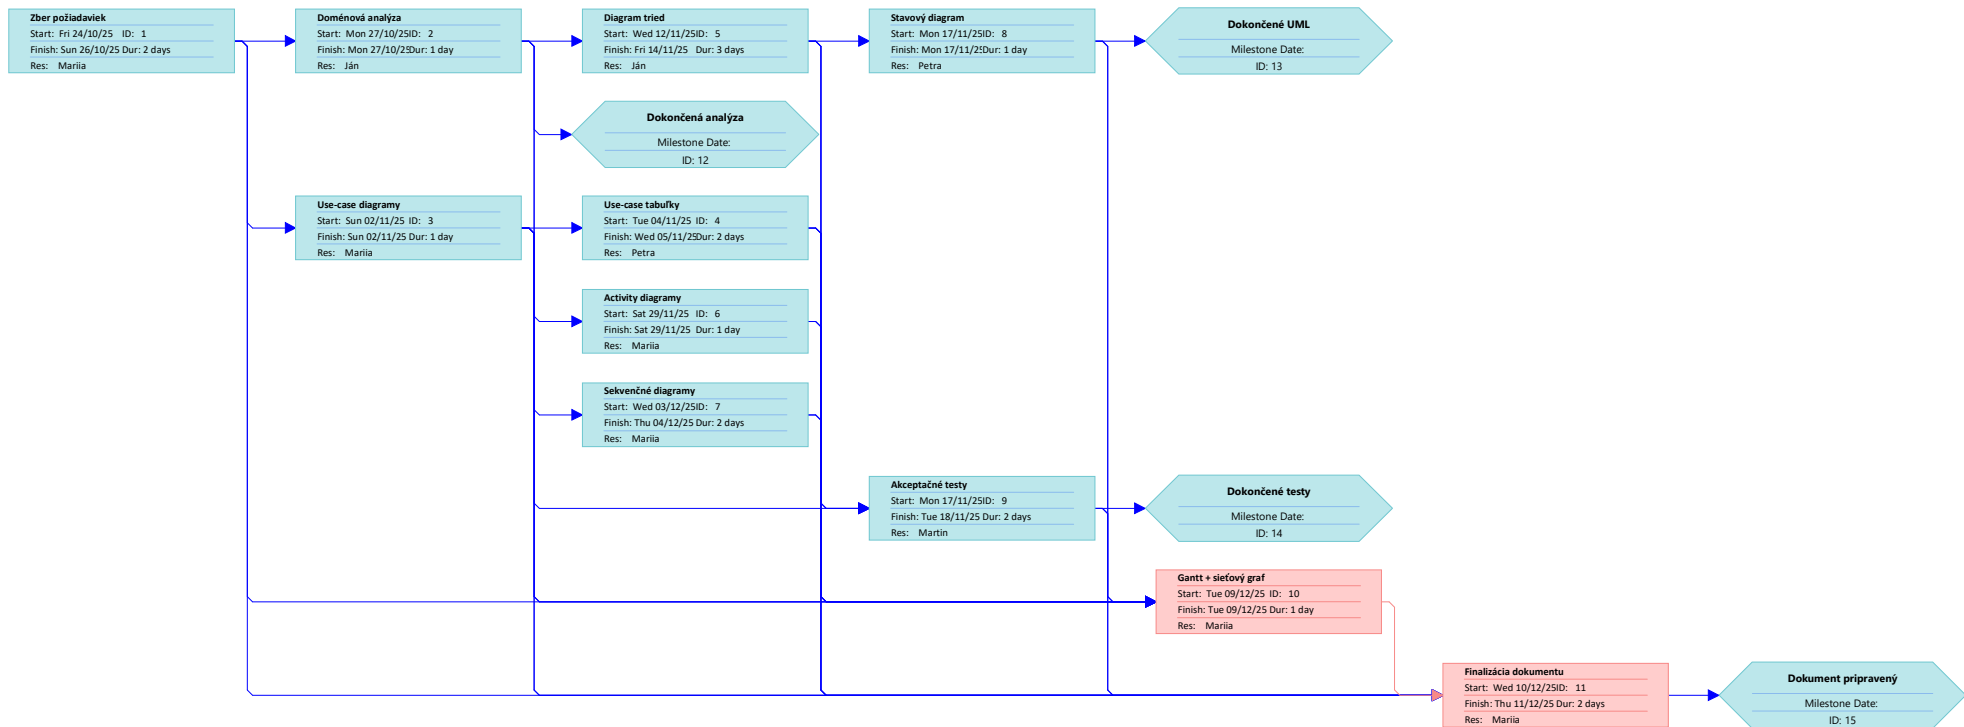 Zber požiadaviek
Start: Fri 24/10/25 ID: 1
Finish: Sun 26/10/25 Dur: 2 days
Res: Mariia
Doménová analýza
Start: Mon 27/10/25ID: 2
Finish: Mon 27/10/25Dur: 1 day
Res: Ján
Diagram tried
Start: Wed 12/11/25ID: 5
Finish: Fri 14/11/25 Dur: 3 days
Res: Ján
Stavový diagram
Start: Mon 17/11/25ID: 8
Finish: Mon 17/11/25Dur: 1 day
Res: Petra
Dokončené UML
Milestone Date:
ID: 13
Dokončená analýza
Milestone Date:
ID: 12
Use-case diagramy
Start: Sun 02/11/25 ID: 3
Finish: Sun 02/11/25 Dur: 1 day
Res: Mariia
Use-case tabuľky
Start: Tue 04/11/25 ID: 4
Finish: Wed 05/11/25Dur: 2 days
Res: Petra
Activity diagramy
Start: Sat 29/11/25 ID: 6
Finish: Sat 29/11/25 Dur: 1 day
Res: Mariia
Sekvenčné diagramy
Start: Wed 03/12/25ID: 7
Finish: Thu 04/12/25 Dur: 2 days
Res: Mariia
Akceptačné testy
Start: Mon 17/11/25ID: 9
Finish: Tue 18/11/25 Dur: 2 days
Res: Martin
Dokončené testy
Milestone Date:
ID: 14
Gantt + sieťový graf
Start: Tue 09/12/25 ID: 10
Finish: Tue 09/12/25 Dur: 1 day
Res: Mariia
Finalizácia dokumentu
Start: Wed 10/12/25ID: 11
Finish: Thu 11/12/25 Dur: 2 days
Res: Mariia
Dokument pripravený
Milestone Date:
ID: 15